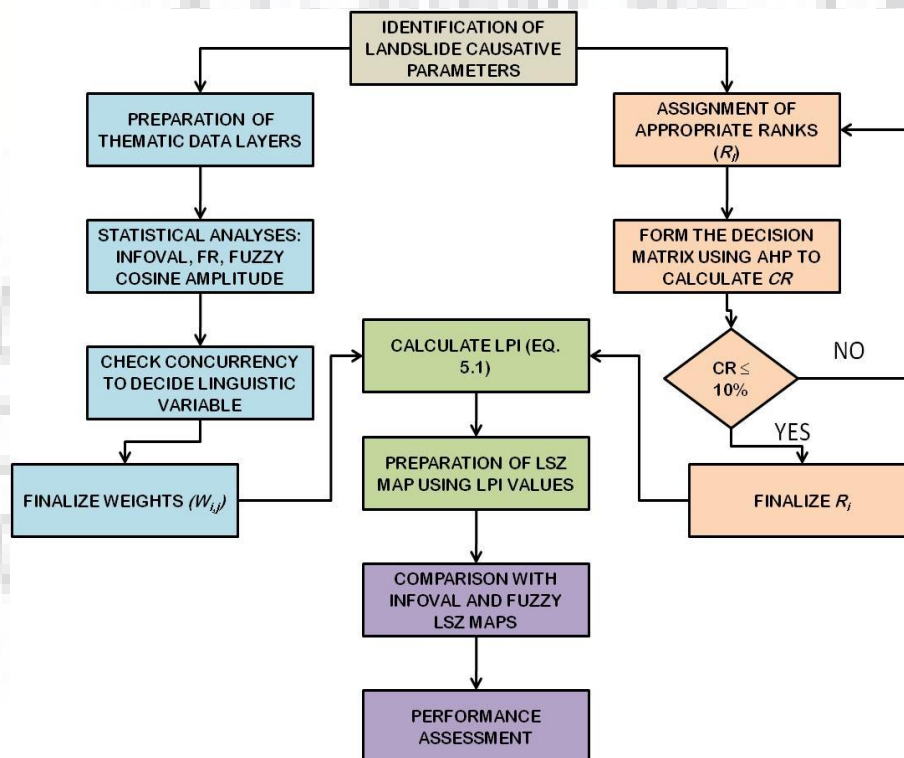 IDENTIFICATION OF
LANDSLIDE CAUSATIVE
PARAMETERS
PREPARATION OF
THEMATIC DATA LAYERS
ASSIGNMENT OF
APPROPRIATE RANKS
(Ri)
STATISTICAL ANALYSES:
INFOVAL, FR, FUZZY
COSINE AMPLITUDE
FORM THE DECISION
MATRIX USING AHP TO
CALCULATE CR
CHECK CONCURRENCY
TO DECIDE LINGUISTIC
VARIABLE
CALCULATE LPI (EQ.
5.1)
CR ≤
10%
NO
YES
FINALIZE WEIGHTS (Wi,j)
PREPARATION OF LSZ
MAP USING LPI VALUES
FINALIZE Ri
COMPARISON WITH
INFOVAL AND FUZZY
LSZ MAPS
PERFORMANCE
ASSESSMENT